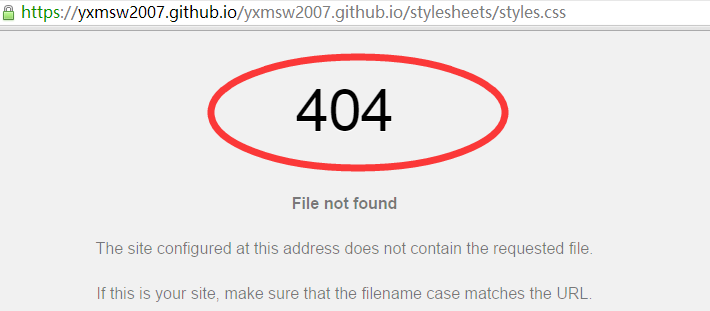 https://yxmsw2007.github.io/yxmsw2007.github.io/stylesheets/styles.css
404
File not found
The site configured at this address does not contain the requested file.
If this is your site, make sure that the filename case matches the URL.